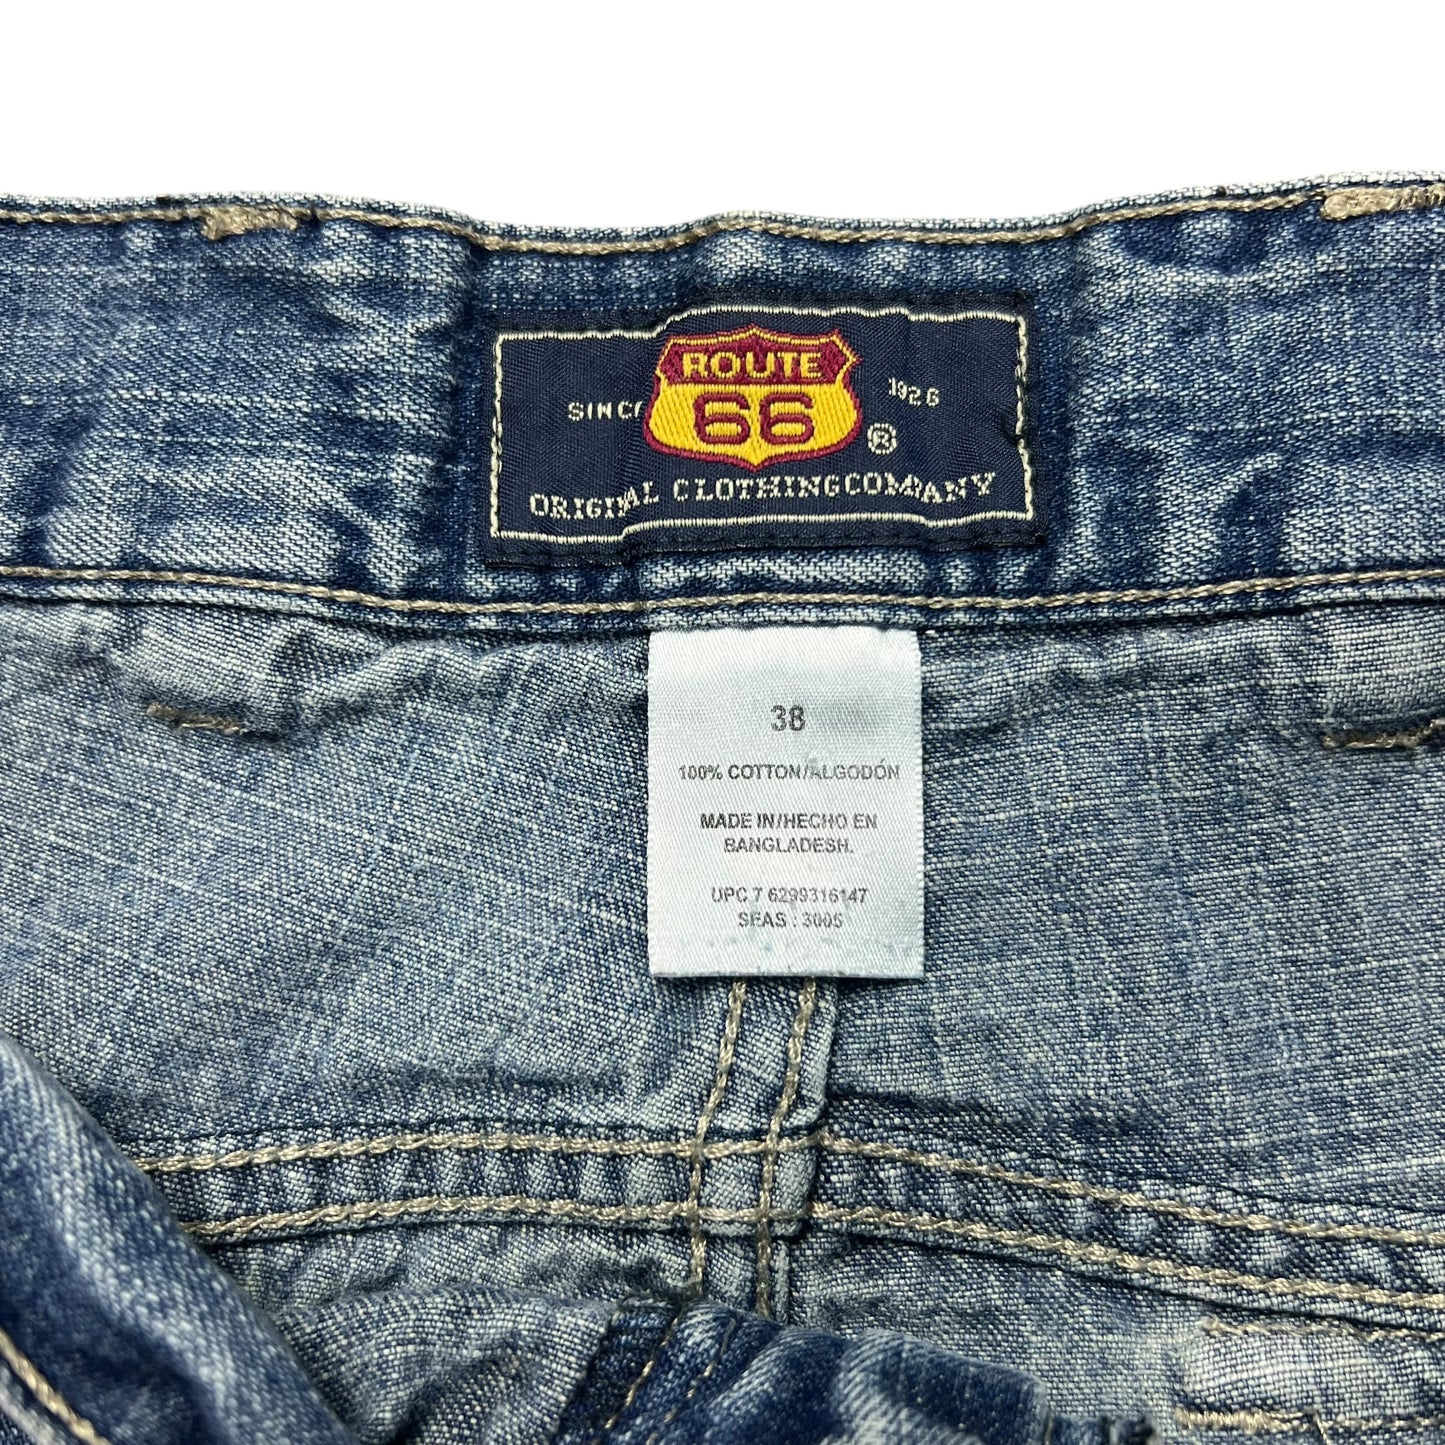 ROUTE
SINCE 66 1926
®
ORIGINAL CLOTHING COMPANY
38
100% COTTON/ALGODÓN
MADE IN/HECHO EN
BANGLADESH.
UPC 7 6299316147
SEAS : 3005